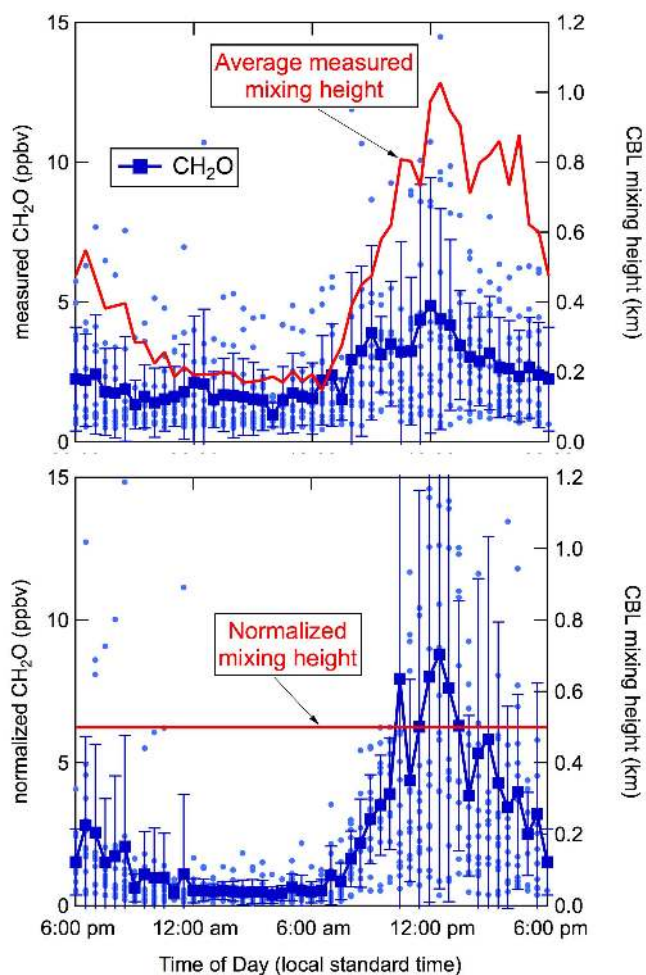 15
10
5
0
measured CH₂O (ppbv)
Average measured
mixing height
CH₂O
1.2
1.0
0.8
0.6
0.4
0.2
0.0
CBL mixing height (km)
15
10
5
0
normalized CH₂O (ppbv)
Normalized
mixing height
1.2
1.0
0.8
0.6
0.4
0.2
0.0
CBL mixing height (km)
6:00 pm 12:00 am 6:00 am 12:00 pm 6:00 pm
Time of Day (local standard time)